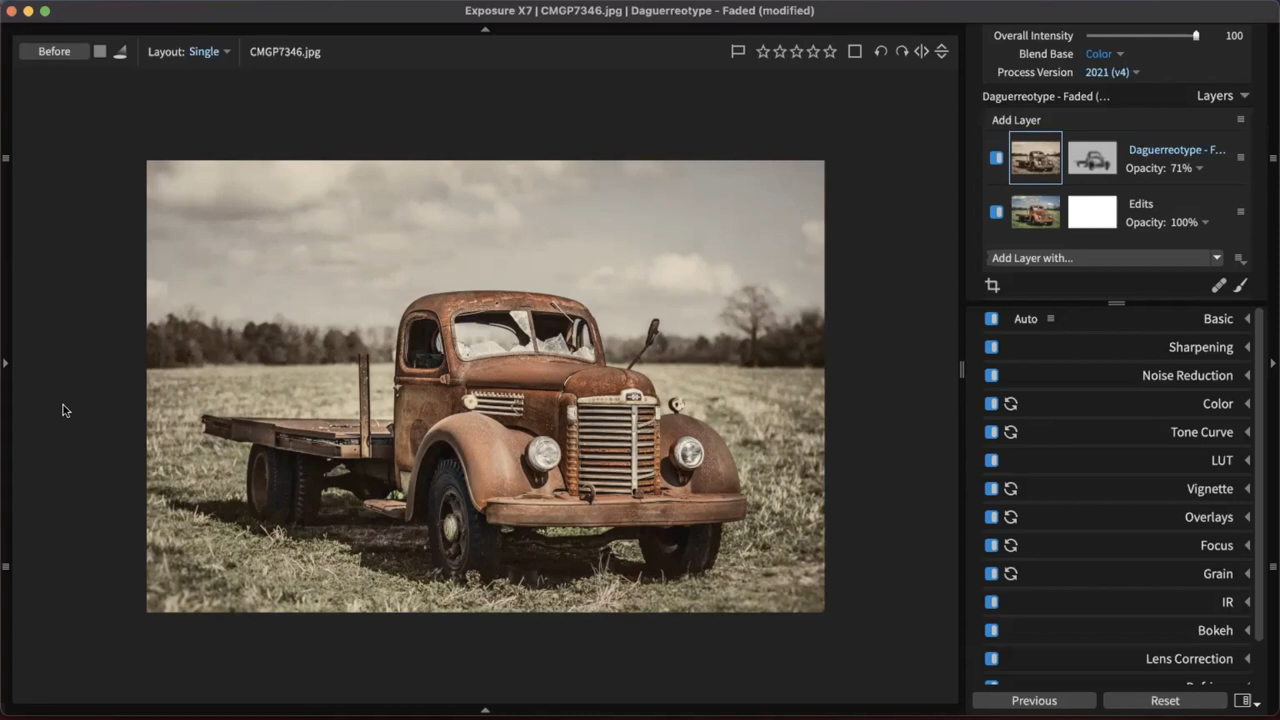 Exposure X7 | CMGP7346.jpg | Daguerreotype - Faded (modified)
Before
Layout: Single
CMGP7346.jpg
Overall Intensity 100
Blend Base Color
Process Version 2021 (v4)
Daguerreotype - Faded (...
Layers
Add Layer
Daguerreotype - F...
Opacity: 71%
Edits
Opacity: 100%
Add Layer with...
Auto
Basic
Sharpening
Noise Reduction
Color
Tone Curve
LUT
Vignette
Overlays
Focus
Grain
IR
Bokeh
Lens Correction
Previous
Reset